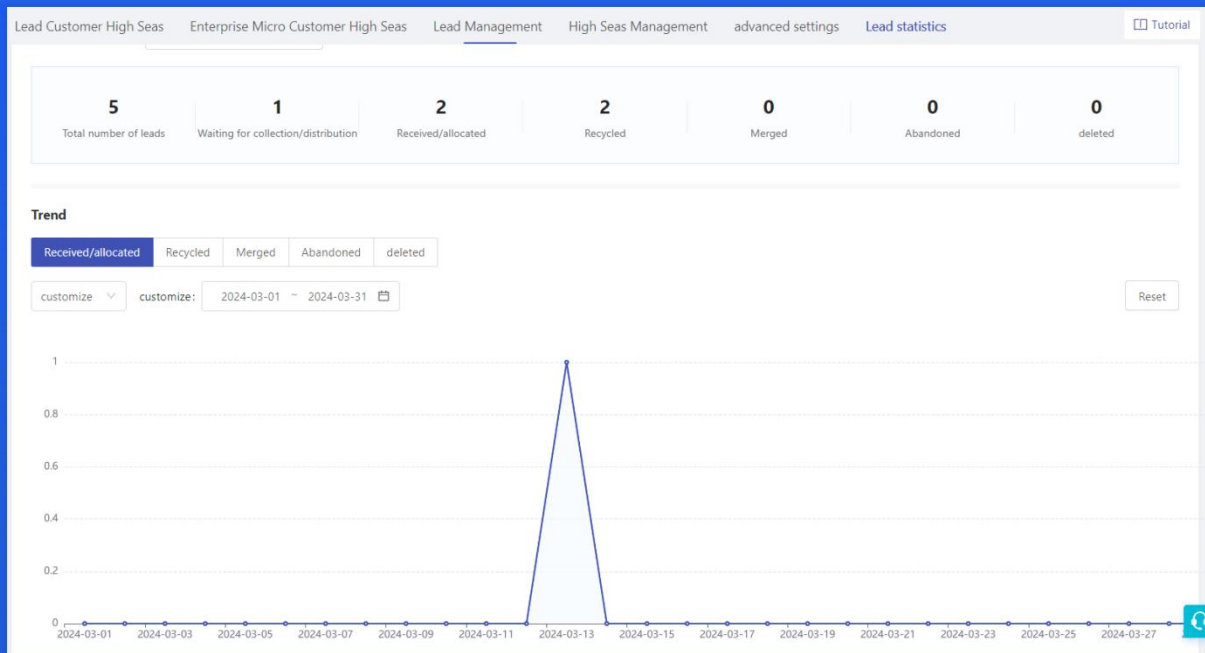 Lead Customer High Seas Enterprise Micro Customer High Seas Lead Management High Seas Management advanced settings Lead statistics Tutorial
5 1 2 2 0 0 0
Total number of leads Waiting for collection/distribution Received/allocated Recycled Merged Abandoned deleted
Trend
Received/allocated Recycled Merged Abandoned deleted
customize customize: 2024-03-01 ~ 2024-03-31 Reset
1
0.8
0.6
0.4
0.2
0
2024-03-01 2024-03-03 2024-03-05 2024-03-07 2024-03-09 2024-03-11 2024-03-13 2024-03-15 2024-03-17 2024-03-19 2024-03-21 2024-03-23 2024-03-25 2024-03-27